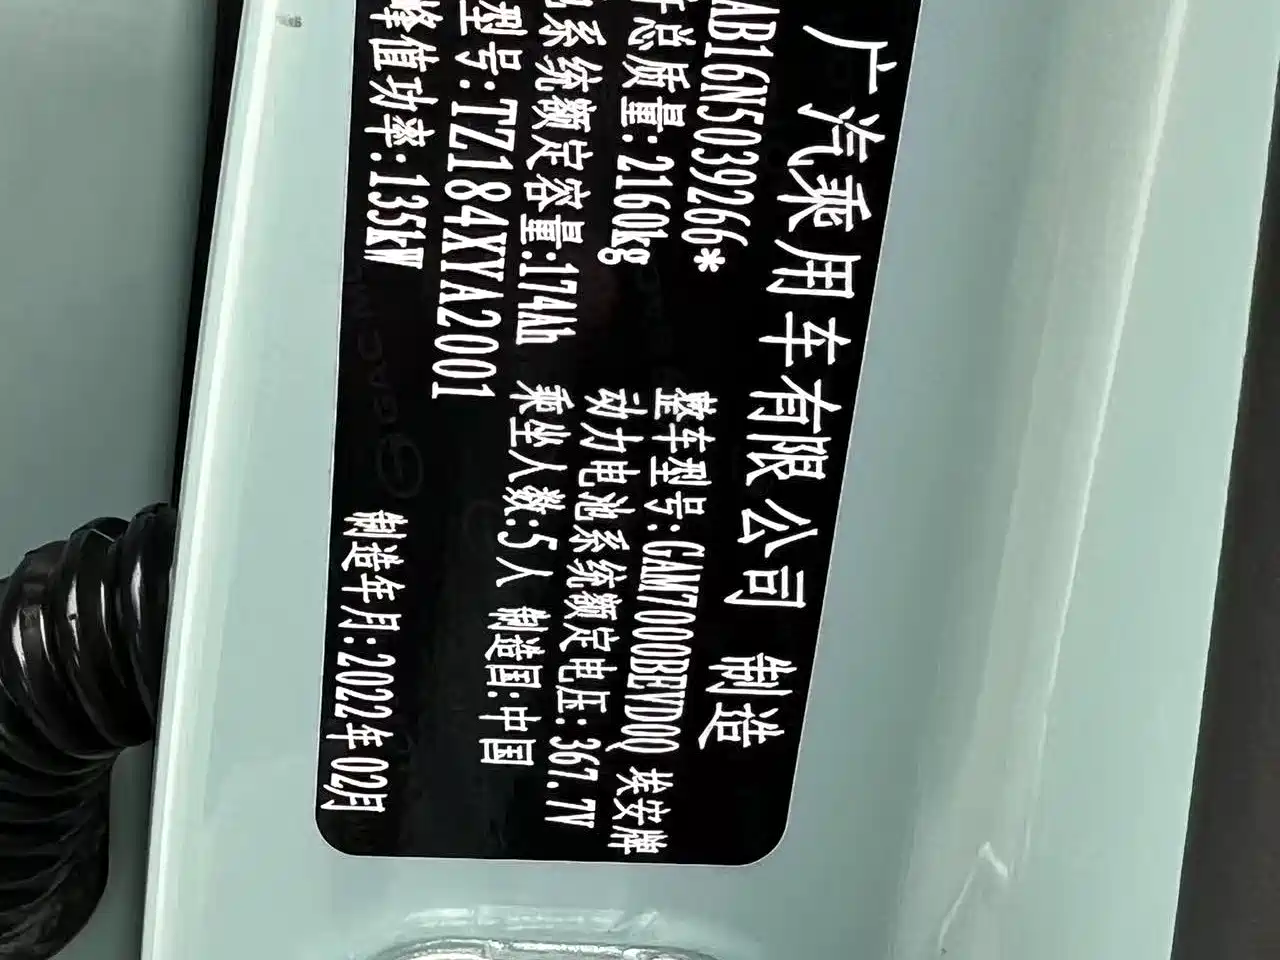 广汽乘用车有限公司 制造
AB16N5039266* 整车型号:GAM7000BEVD0Q 埃安牌
总质量:2160kg 动力电池系统额定电压:367.7V
系统额定容量:174Ah 乘坐人数:5人 制造国:中国
型号:TZ184XYA2001
峰值功率:135kW 制造年月:2022年02月